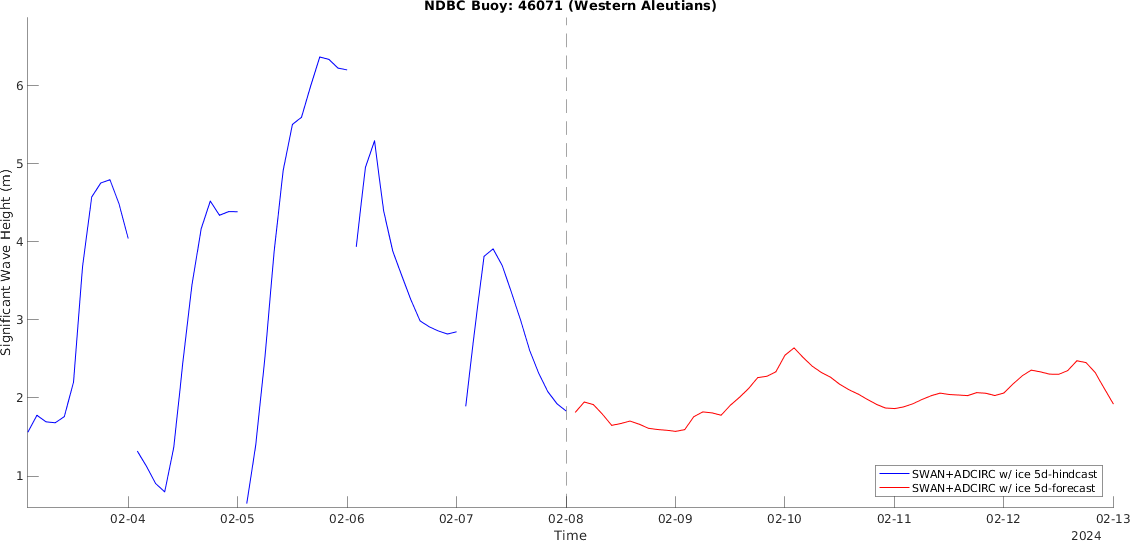 NDBC Buoy: 46071 (Western Aleutians)
Significant Wave Height (m)
6
5
4
3
2
1
02-04 02-05 02-06 02-07 02-08 02-09 02-10 02-11 02-12 02-13
Time
2024
SWAN+ADCIRC w/ ice 5d-hindcast
SWAN+ADCIRC w/ ice 5d-forecast